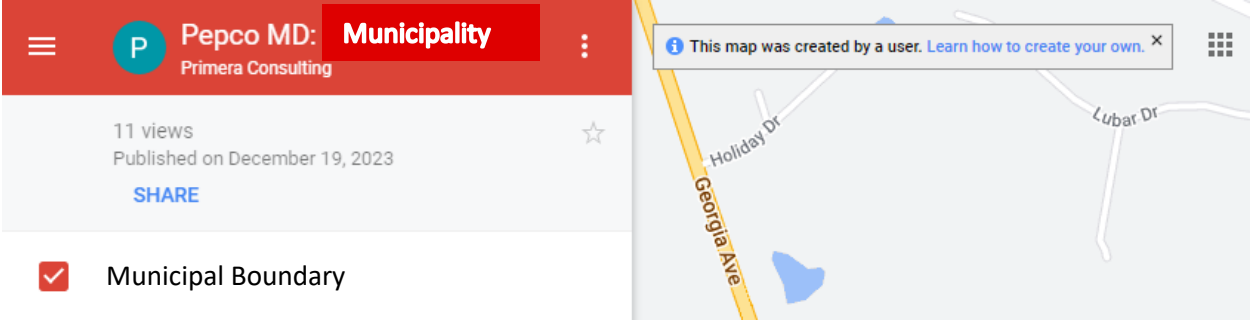 P
Pepco MD: Municipality
Primera Consulting
11 views
Published on December 19, 2023
SHARE
Municipal Boundary
This map was created by a user. Learn how to create your own. ×
Holiday Dr
Lubar Dr
Georgia Ave